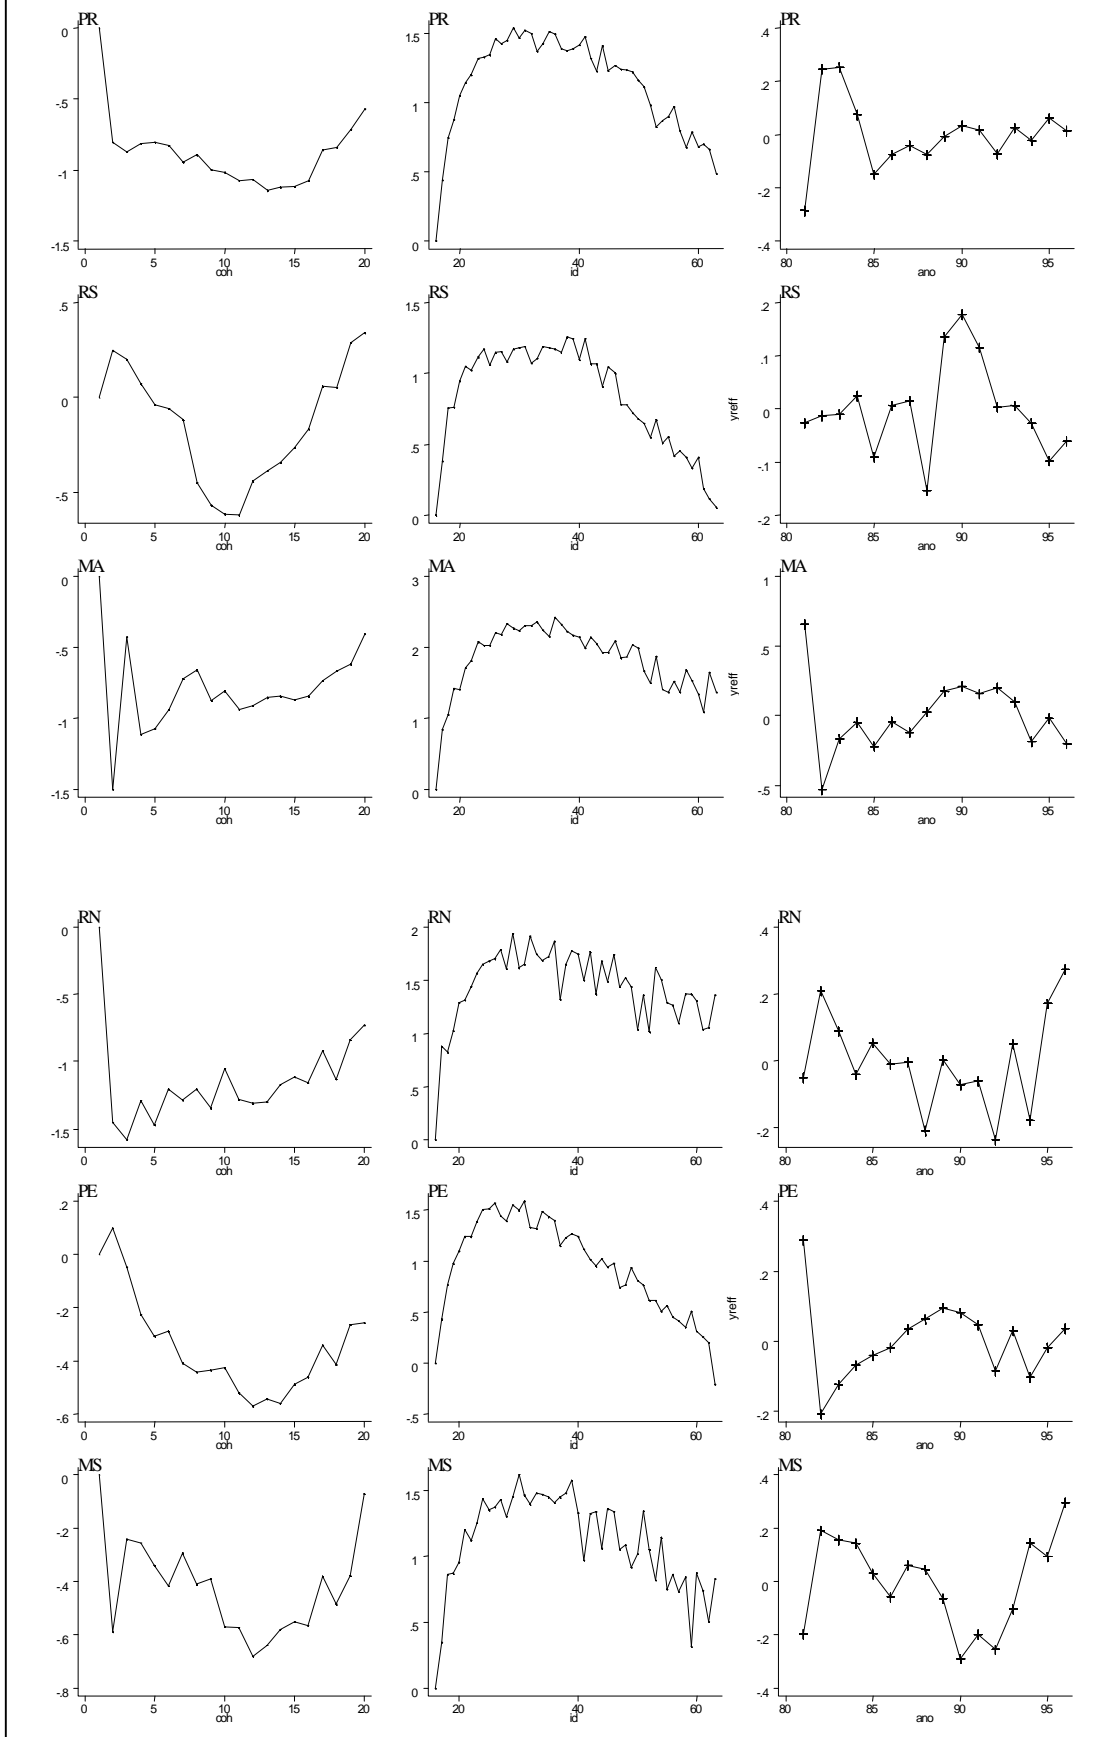 PR PR PR
0 -.5 -1 -1.5
0 5 10 15 20
coh
1.5 1 .5 0
20 40 60
id
.4 .2 0 -.2 -.4
80 85 90 95
ano
RS RS RS
.5 0 -.5
0 5 10 15 20
coh
1.5 1 .5 0
20 40 60
id
yreff
.2 .1 0 -.1 -.2
80 85 90 95
ano
MA MA MA
0 -.5 -1 -1.5
0 5 10 15 20
coh
3 2 1 0
20 40 60
id
yreff
1 .5 0 -.5
80 85 90 95
ano
RN RN RN
0 -.5 -1 -1.5
0 5 10 15 20
coh
2 1.5 1 .5 0
20 40 60
id
.4 .2 0 -.2
80 85 90 95
ano
PE PE PE
.2 0 -.2 -.4 -.6
0 5 10 15 20
coh
1.5 1 .5 0 -.5
20 40 60
id
yreff
.4 .2 0 -.2
80 85 90 95
ano
MS MS MS
0 -.2 -.4 -.6 -.8
0 5 10 15 20
coh
1.5 1 .5 0
20 40 60
id
.4 .2 0 -.2 -.4
80 85 90 95
ano